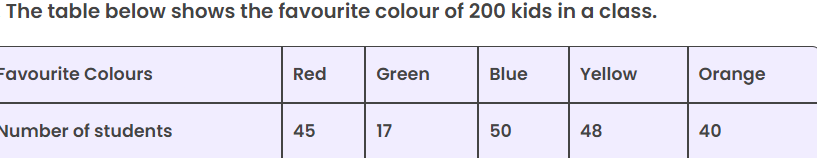 The table below shows the favourite colour of 200 kids in a class.
Favourite Colours Red Green Blue Yellow Orange
Number of students 45 17 50 48 40